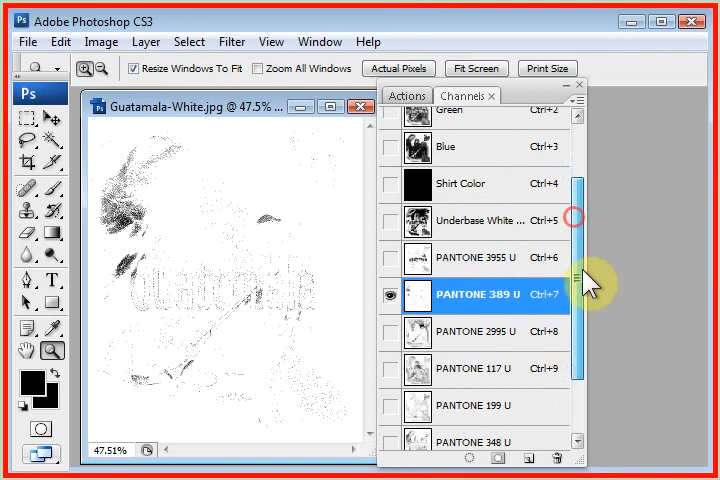 Ps Adobe Photoshop CS3
File Edit Image Layer Select Filter View Window Help
Resize Windows To Fit Zoom All Windows Actual Pixels Fit Screen Print Size
Ps
Guatamala-White.jpg @ 47.5% ...
Guatemala
47.51%
Actions Channels ×
Green Ctrl+2
Blue Ctrl+3
Shirt Color Ctrl+4
Underbase White ... Ctrl+5
PANTONE 3955 U Ctrl+6
PANTONE 389 U Ctrl+7
PANTONE 2995 U Ctrl+8
PANTONE 117 U Ctrl+9
PANTONE 199 U
PANTONE 348 U